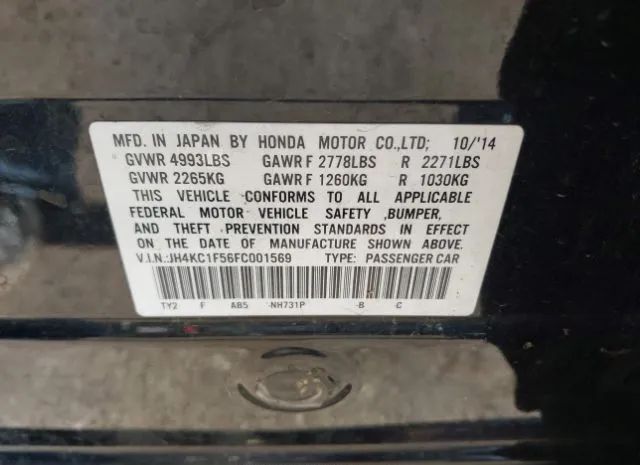 MFD. IN JAPAN BY HONDA MOTOR CO.,LTD; 10/'14
GVWR 4993LBS GAWR F 2778LBS R 2271LBS
GVWR 2265KG GAWR F 1260KG R 1030KG
THIS VEHICLE CONFORMS TO ALL APPLICABLE
FEDERAL MOTOR VEHICLE SAFETY ,BUMPER,
AND THEFT PREVENTION STANDARDS IN EFFECT
ON THE DATE OF MANUFACTURE SHOWN ABOVE.
V.I.N.:JH4KC1F56FC001569 TYPE: PASSENGER CAR
TY2 F AB5 NH731P B C